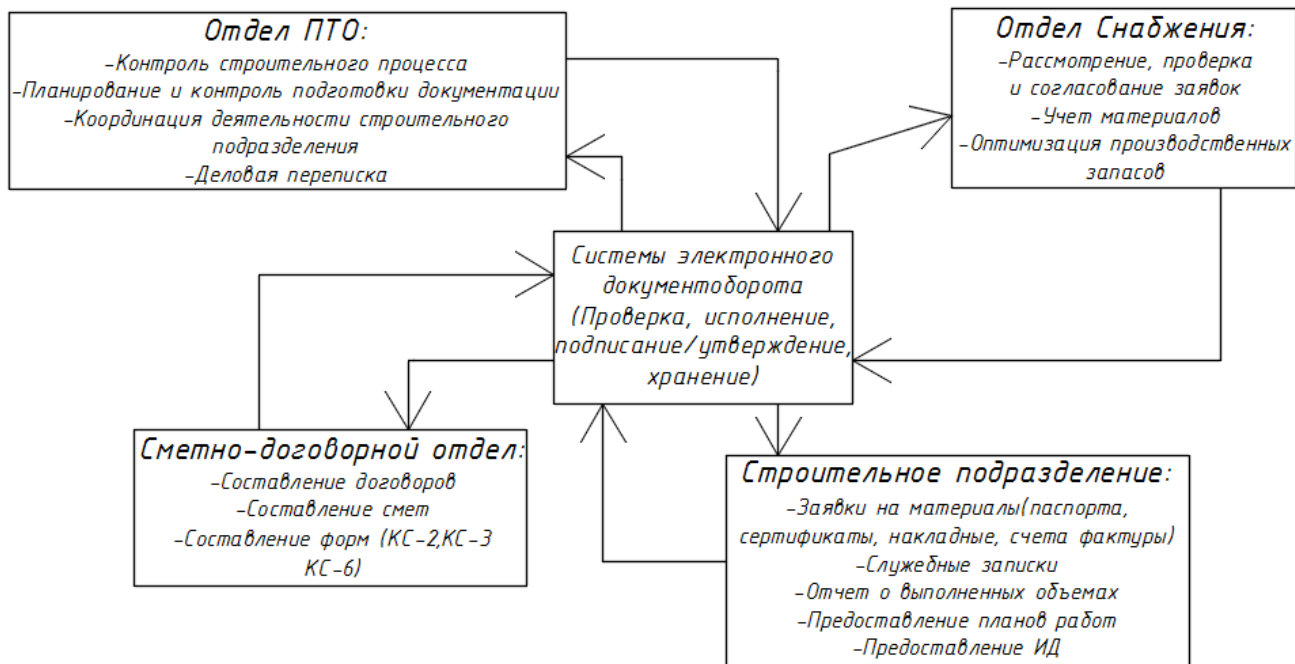 Отдел ПТО:
-Контроль строительного процесса
-Планирование и контроль подготовки документации
-Координация деятельности строительного
подразделения
-Деловая переписка
Отдел Снабжения:
-Рассмотрение, проверка
и согласование заявок
-Учет материалов
-Оптимизация производственных
запасов
Системы электронного
документоборота
(Проверка, исполнение,
подписание/утверждение,
хранение)
Сметно-договорной отдел:
-Составление договоров
-Составление смет
-Составление форм (КС-2,КС-3
КС-6)
Строительное подразделение:
-Заявки на материалы(паспорта,
сертификаты, накладные, счета фактуры)
-Служебные записки
-Отчет о выполненных объемах
-Предоставление планов работ
-Предоставление ИД